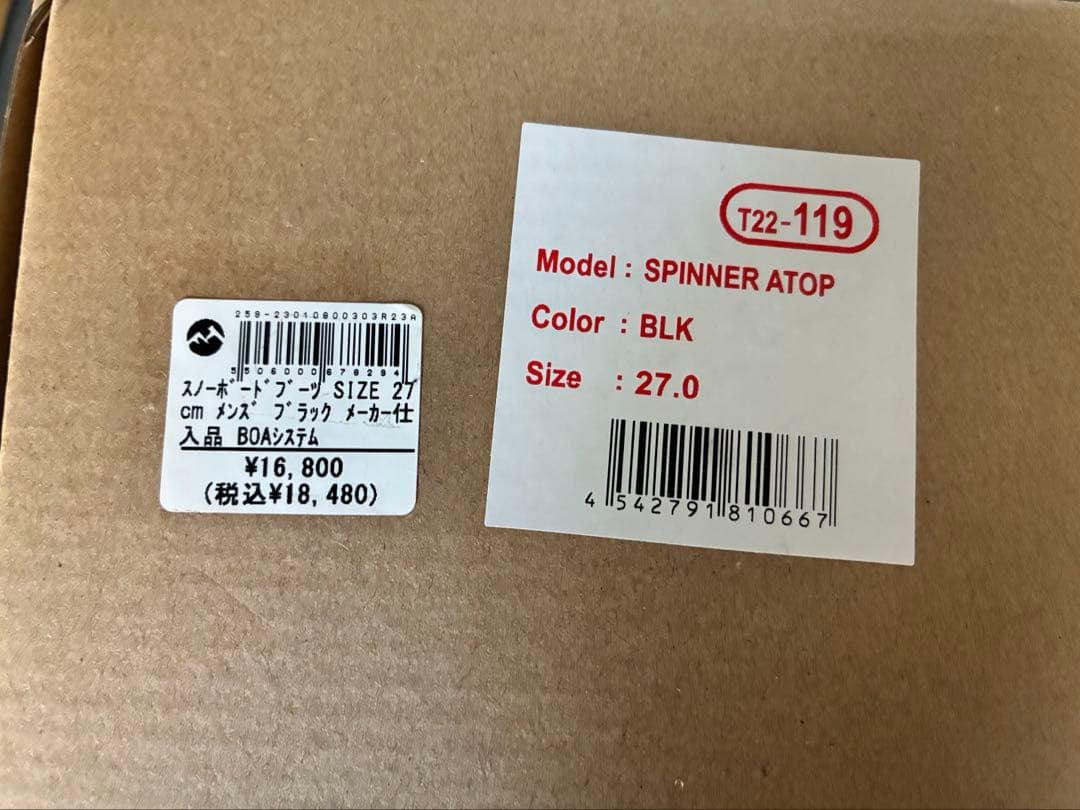 258-23010800303R23A
5506000678294
スノーボードブーツ SIZE 27
cm メンズ ブラック メーカー仕
入品 BOAシステム
¥16,800
(税込¥18,480)
T22-119
Model : SPINNER ATOP
Color : BLK
Size : 27.0
4 542791 810667